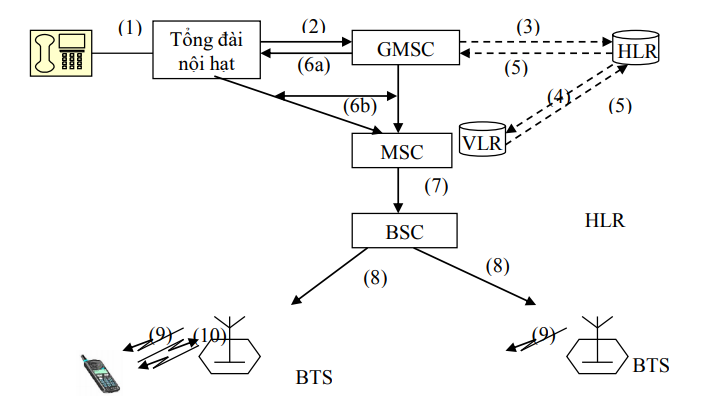 (1)
(2)
(3)
Tổng đài
nội hạt
GMSC
HLR
(6a)
(5)
(4)
(5)
(6b)
VLR
MSC
(7)
HLR
BSC
(8)
(8)
(9)
(10)
(9)
BTS
BTS